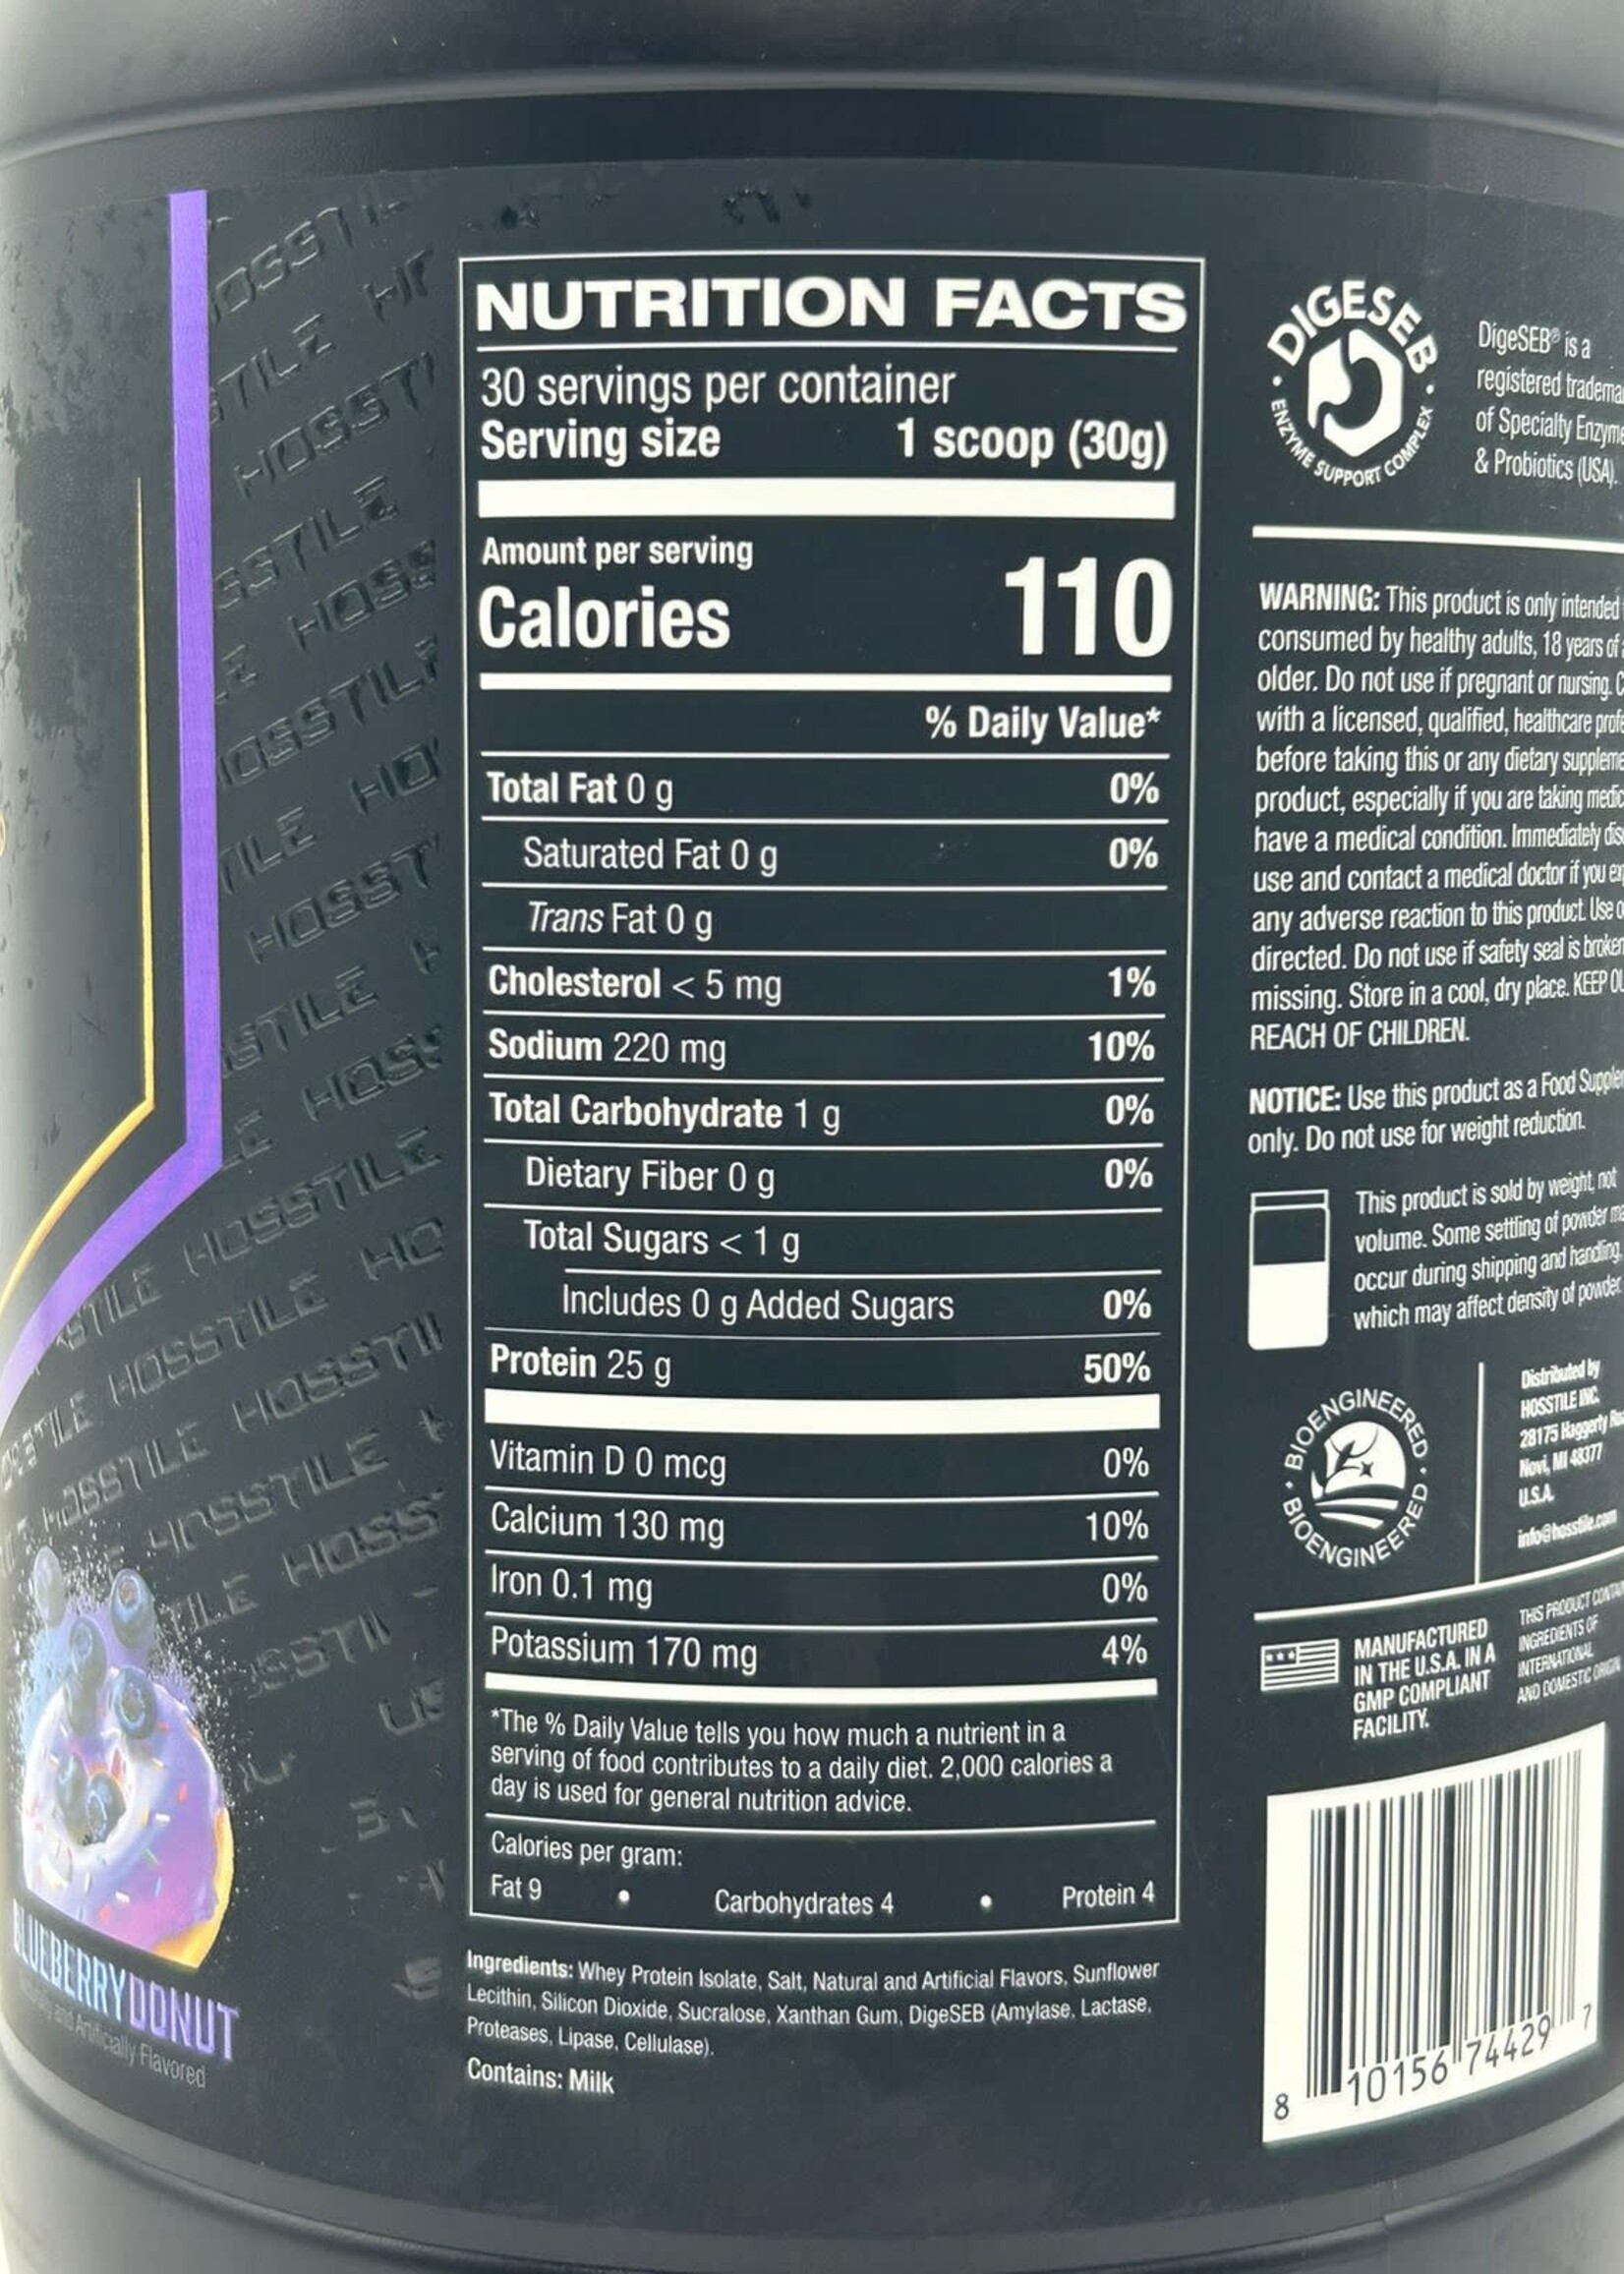 NUTRITION FACTS
30 servings per container
Serving size 1 scoop (30g)
Amount per serving
Calories 110
% Daily Value*
Total Fat 0 g 0%
Saturated Fat 0 g 0%
Trans Fat 0 g
Cholesterol < 5 mg 1%
Sodium 220 mg 10%
Total Carbohydrate 1 g 0%
Dietary Fiber 0 g 0%
Total Sugars < 1 g
Includes 0 g Added Sugars 0%
Protein 25 g 50%
Vitamin D 0 mcg 0%
Calcium 130 mg 10%
Iron 0.1 mg 0%
Potassium 170 mg 4%
*The % Daily Value tells you how much a nutrient in a
serving of food contributes to a daily diet. 2,000 calories a
day is used for general nutrition advice.
Calories per gram:
Fat 9 • Carbohydrates 4 • Protein 4
Ingredients: Whey Protein Isolate, Salt, Natural and Artificial Flavors, Sunflower
Lecithin, Silicon Dioxide, Sucralose, Xanthan Gum, DigeSEB (Amylase, Lactase,
Proteases, Lipase, Cellulase).
Contains: Milk
DIGESEB
• ENZYME SUPPORT COMPLEX •
DigeSEB® is a
registered
of Specialty
& Probiotics (USA).
WARNING: This product is only intended
consumed by healthy adults, 18 years of
older. Do not use if pregnant or nursing.
with a licensed, qualified, healthcare
before taking this or any dietary
product, especially if you are taking
have a medical condition. Immediately
use and contact a medical doctor if you
any adverse reaction to this product. Use
directed. Do not use if safety seal is
missing. Store in a cool, dry place. KEEP
REACH OF CHILDREN.
NOTICE: Use this product as a Food
only. Do not use for weight reduction.
This product is sold by weight, not
volume. Some settling of powder
occur during shipping and handling,
which may affect density of powder.
BIOENGINEERED • BIOENGINEERED •
Distributed by
HOSSTILE INC.
28175 Haggerty
Novi, MI 48377
U.S.A.
info@hosstile.com
MANUFACTURED
IN THE U.S.A. IN A
GMP COMPLIANT
FACILITY.
THIS PRODUCT
INGREDIENTS OF
INTERNATIONAL
AND DOMESTIC ORIGIN
8 10156 74429 7
HOSSTILE
BLUEBERRY DONUT
and Artificially Flavored